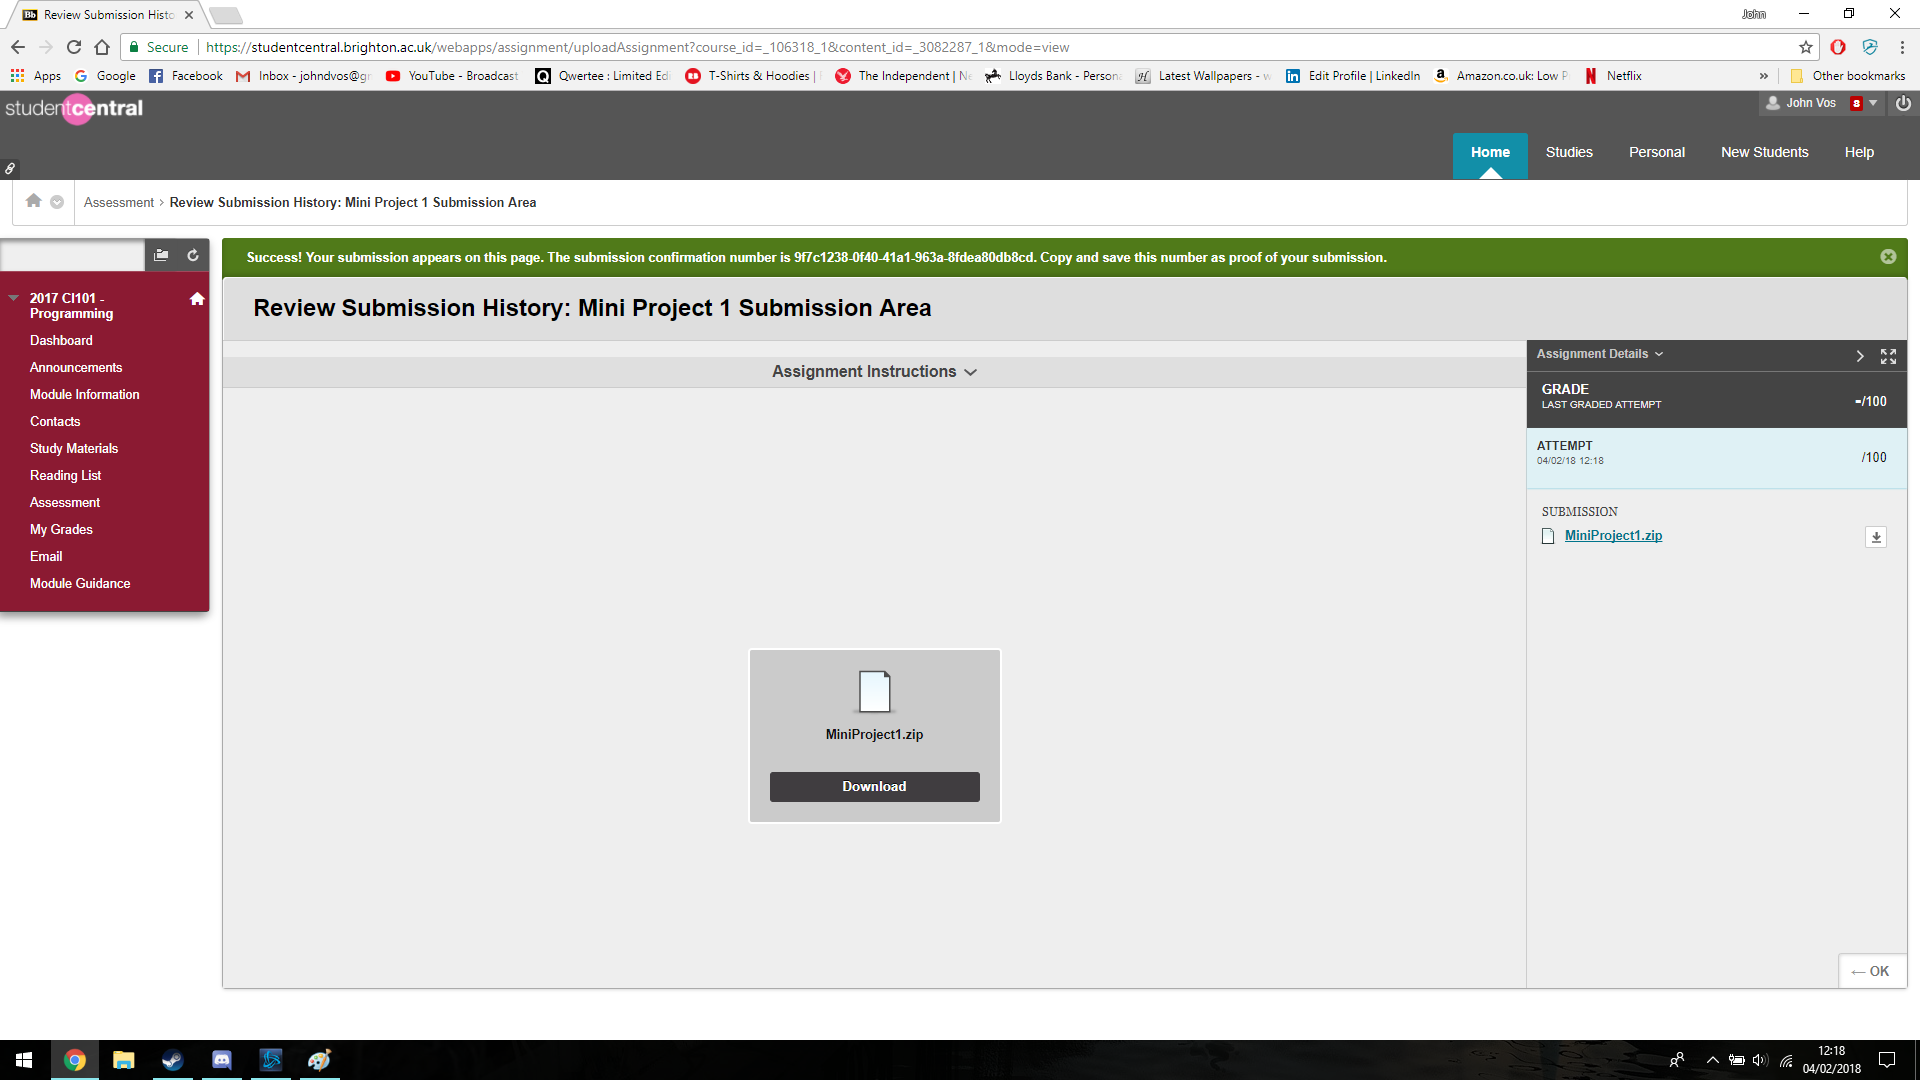 Review Submission Histo
John
Secure
https://studentcentral.brighton.ac.uk/webapps/assignment/uploadAssignment?course_id=_106318_1&content_id=_3082287_1&mode=view
Apps
Google
Facebook
Inbox - johndvos@gr
YouTube - Broadcast
Qwertee : Limited Ed
T-Shirts & Hoodies |
The Independent | Ne
Lloyds Bank - Persona
Latest Wallpapers - w
Edit Profile | LinkedIn
Amazon.co.uk: Low P
Netflix
»
Other bookmarks
studentcentral
John Vos
8
Home
Studies
Personal
New Students
Help
Assessment > Review Submission History: Mini Project 1 Submission Area
Success! Your submission appears on this page. The submission confirmation number is 9f7c1238-0f40-41a1-963a-8fdea80db8cd. Copy and save this number as proof of your submission.
2017 CI101 -
Programming
Dashboard
Announcements
Module Information
Contacts
Study Materials
Reading List
Assessment
My Grades
Email
Module Guidance
Review Submission History: Mini Project 1 Submission Area
Assignment Instructions
MiniProject1.zip
Download
Assignment Details
GRADE
LAST GRADED ATTEMPT
-/100
ATTEMPT
04/02/18 12:18
/100
SUBMISSION
MiniProject1.zip
OK
12:18
04/02/2018